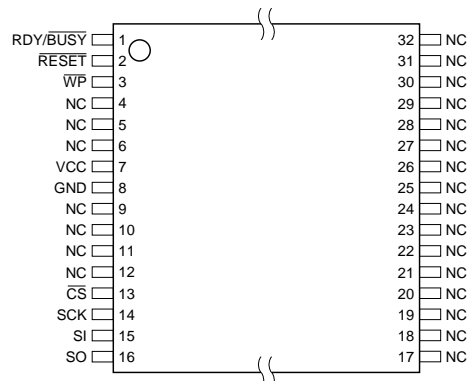 RDY/BUSY 1 32 NC
RESET 2 31 NC
WP 3 30 NC
NC 4 29 NC
NC 5 28 NC
NC 6 27 NC
VCC 7 26 NC
GND 8 25 NC
NC 9 24 NC
NC 10 23 NC
NC 11 22 NC
NC 12 21 NC
CS 13 20 NC
SCK 14 19 NC
SI 15 18 NC
SO 16 17 NC